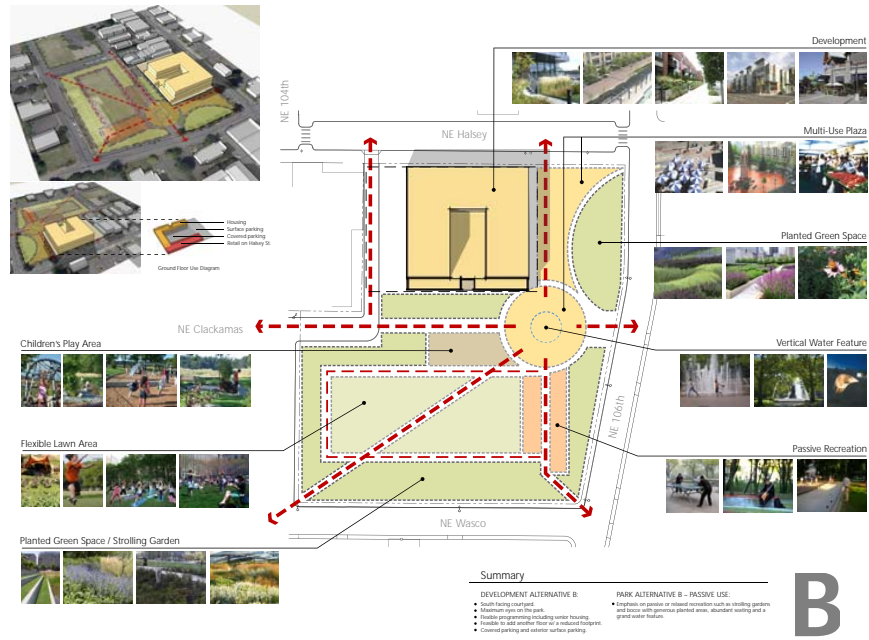 Development
NE 104th
NE Halsey
Multi-Use Plaza
Housing
Surface parking
Covered parking
Retail on Halsey St.
Ground Floor Use Diagram
Planted Green Space
NE Clackamas
Children's Play Area
Vertical Water Feature
NE 106th
Flexible Lawn Area
Passive Recreation
NE Wasco
Planted Green Space / Strolling Garden
Summary
DEVELOPMENT ALTERNATIVE B:
● South facing courtyard.
● Maximum eyes on the park.
● Flexible programming including senior housing.
● Feasible to add another floor w/ a reduced footprint.
● Covered parking and exterior surface parking.
PARK ALTERNATIVE B – PASSIVE USE:
● Emphasis on passive or relaxed recreation such as strolling gardens
and bocce with generous planted areas, abundant seating and a
grand water feature.
B